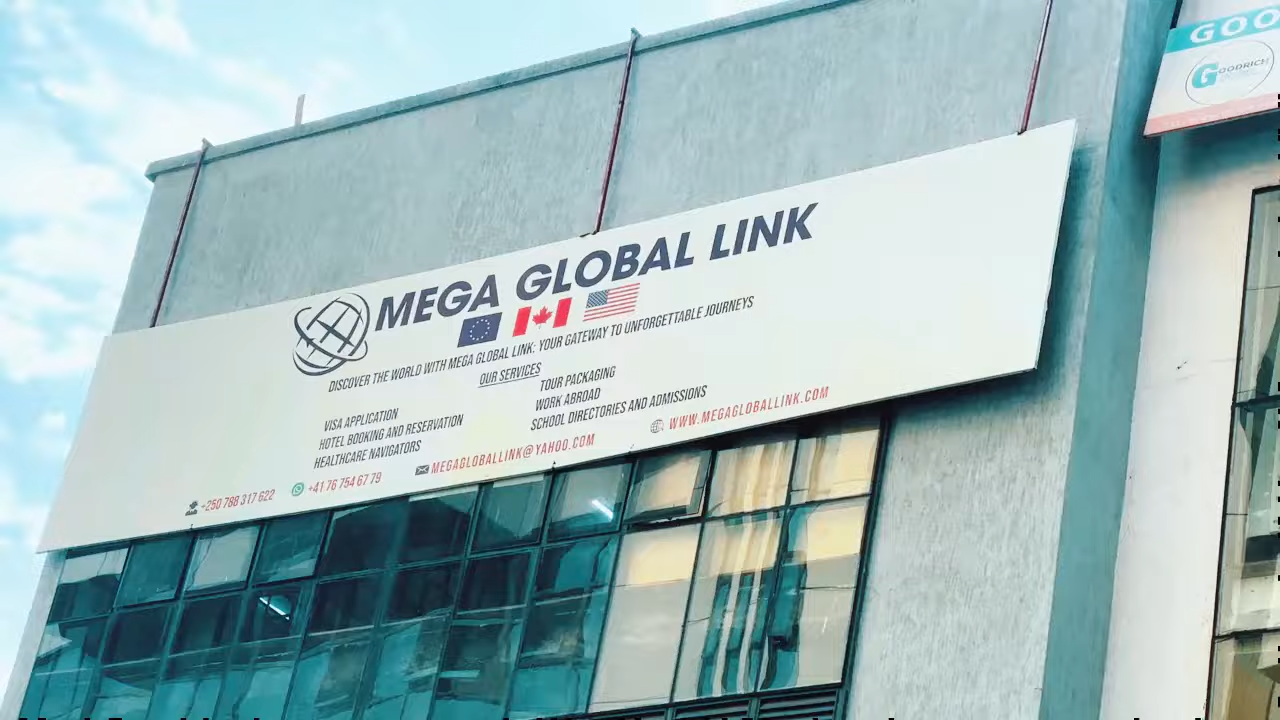 MEGA GLOBAL LINK
DISCOVER THE WORLD WITH MEGA GLOBAL LINK: YOUR GATEWAY TO UNFORGETTABLE JOURNEYS
OUR SERVICES
VISA APPLICATION
HOTEL BOOKING AND RESERVATION
HEALTHCARE NAVIGATORS
TOUR PACKAGING
WORK ABROAD
SCHOOL DIRECTORIES AND ADMISSIONS
+250 788 317 622
+41 76 754 67 79
MEGAGLOBALLINK@YAHOO.COM
WWW.MEGAGLOBALLINK.COM
GOO
GOODRICH